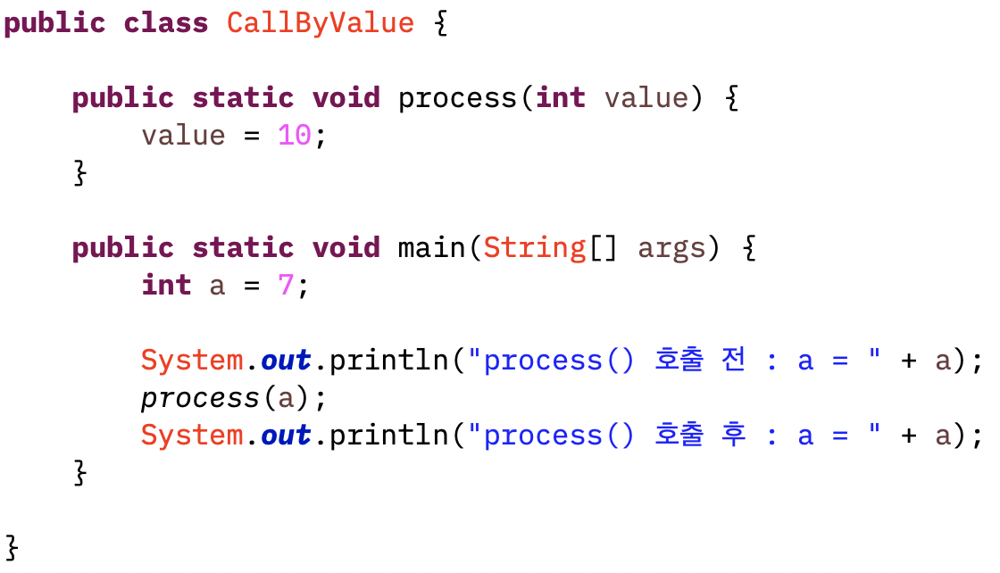 public class CallByValue {
public static void process(int value) {
value = 10;
}
public static void main(String[] args) {
int a = 7;
System.out.println("process() 호출 전 : a = " + a);
process(a);
System.out.println("process() 호출 후 : a = " + a);
}
}